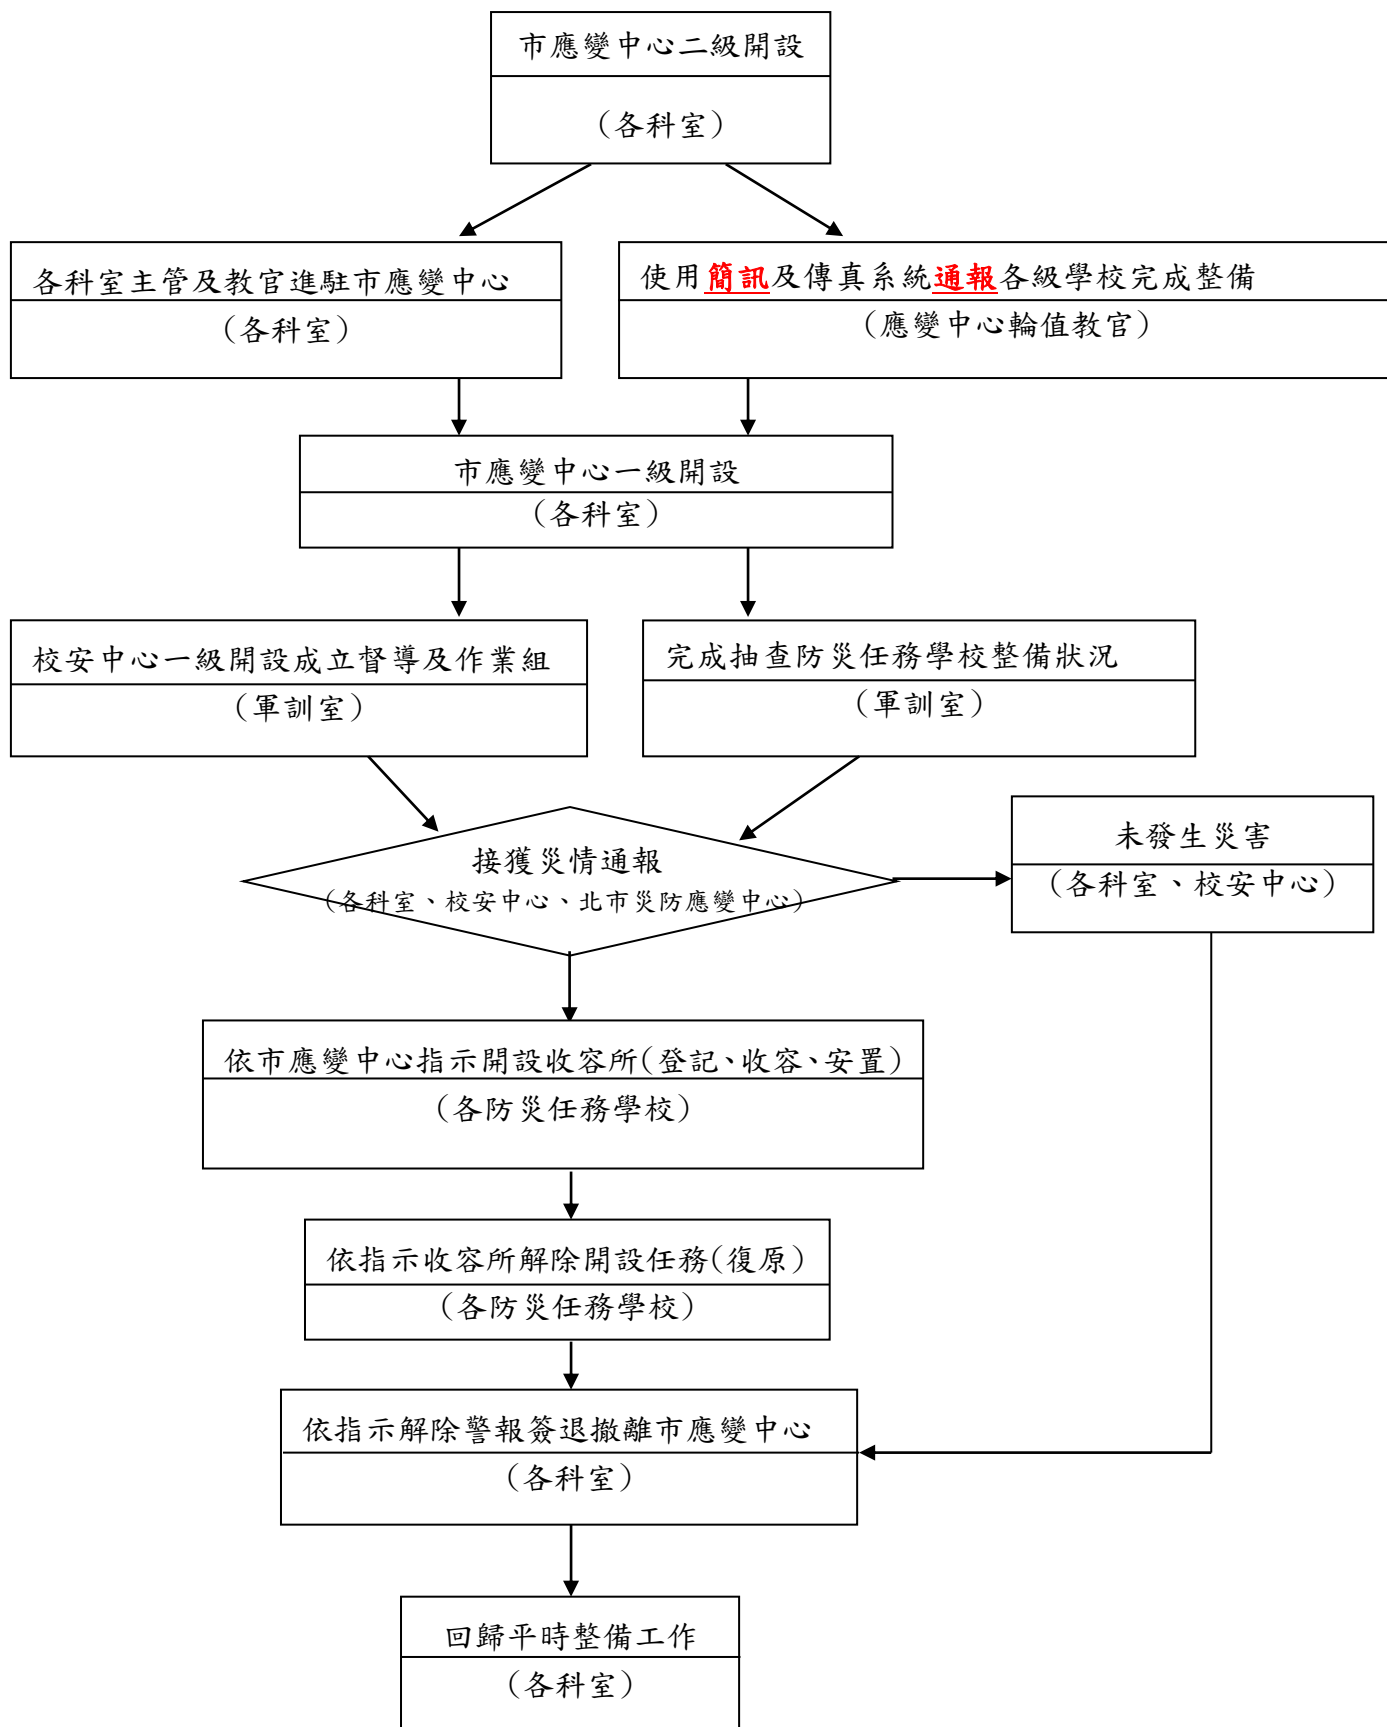 市應變中心二級開設
（各科室）
各科室主管及教官進駐市應變中心
（各科室）
使用簡訊及傳真系統通報各級學校完成整備
（應變中心輪值教官）
市應變中心一級開設
（各科室）
校安中心一級開設成立督導及作業組
（軍訓室）
完成抽查防災任務學校整備狀況
（軍訓室）
接獲災情通報
（各科室、校安中心、北市災防應變中心）
未發生災害
（各科室、校安中心）
依市應變中心指示開設收容所(登記、收容、安置)
（各防災任務學校）
依指示收容所解除開設任務(復原)
（各防災任務學校）
依指示解除警報簽退撤離市應變中心
（各科室）
回歸平時整備工作
（各科室）